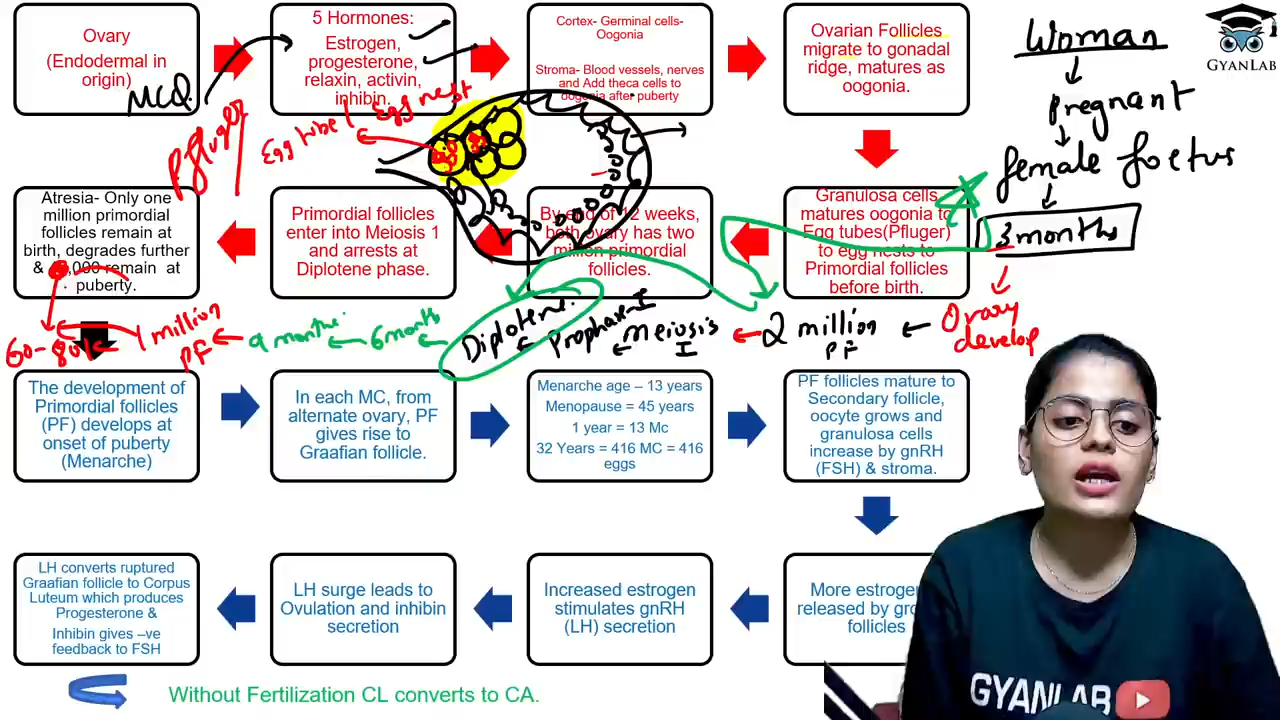 Ovary
(Endodermal in
origin)
MCQ.
5 Hormones:
Estrogen,
progesterone,
relaxin, activin,
inhibin.
Cortex- Germinal cells-
Oogonia
Stroma- Blood vessels, nerves
and Add theca cells to
oogonia after puberty
Ovarian Follicles
migrate to gonadal
ridge, matures as
oogonia.
Woman
pregnant
female foetus
3 months
Ovary
develop
GYANLAB
Pfluger
Egg tube / Egg nest
Granulosa cells
matures oogonia to
Egg tubes(Pfluger)
to egg nests to
Primordial follicles
before birth.
By end of 12 weeks,
both ovary has two
million primordial
follicles.
Primordial follicles
enter into Meiosis 1
and arrests at
Diplotene phase.
Atresia- Only one
million primordial
follicles remain at
birth, degrades further
& ,000 remain at
puberty.
2 million
PF
Meiosis
I
Prophase-I
Diplotene.
6 months
9 months.
1 million
PF
60-80k
The development of
Primordial follicles
(PF) develops at
onset of puberty
(Menarche)
In each MC, from
alternate ovary, PF
gives rise to
Graafian follicle.
Menarche age – 13 years
Menopause = 45 years
1 year = 13 Mc
32 Years = 416 MC = 416
eggs
PF follicles mature to
Secondary follicle,
oocyte grows and
granulosa cells
increase by gnRH
(FSH) & stroma.
More estrogen
released by
follicles
Increased estrogen
stimulates gnRH
(LH) secretion
LH surge leads to
Ovulation and inhibin
secretion
LH converts ruptured
Graafian follicle to Corpus
Luteum which produces
Progesterone &
Inhibin gives –ve
feedback to FSH
Without Fertilization CL converts to CA.
GYANLAB